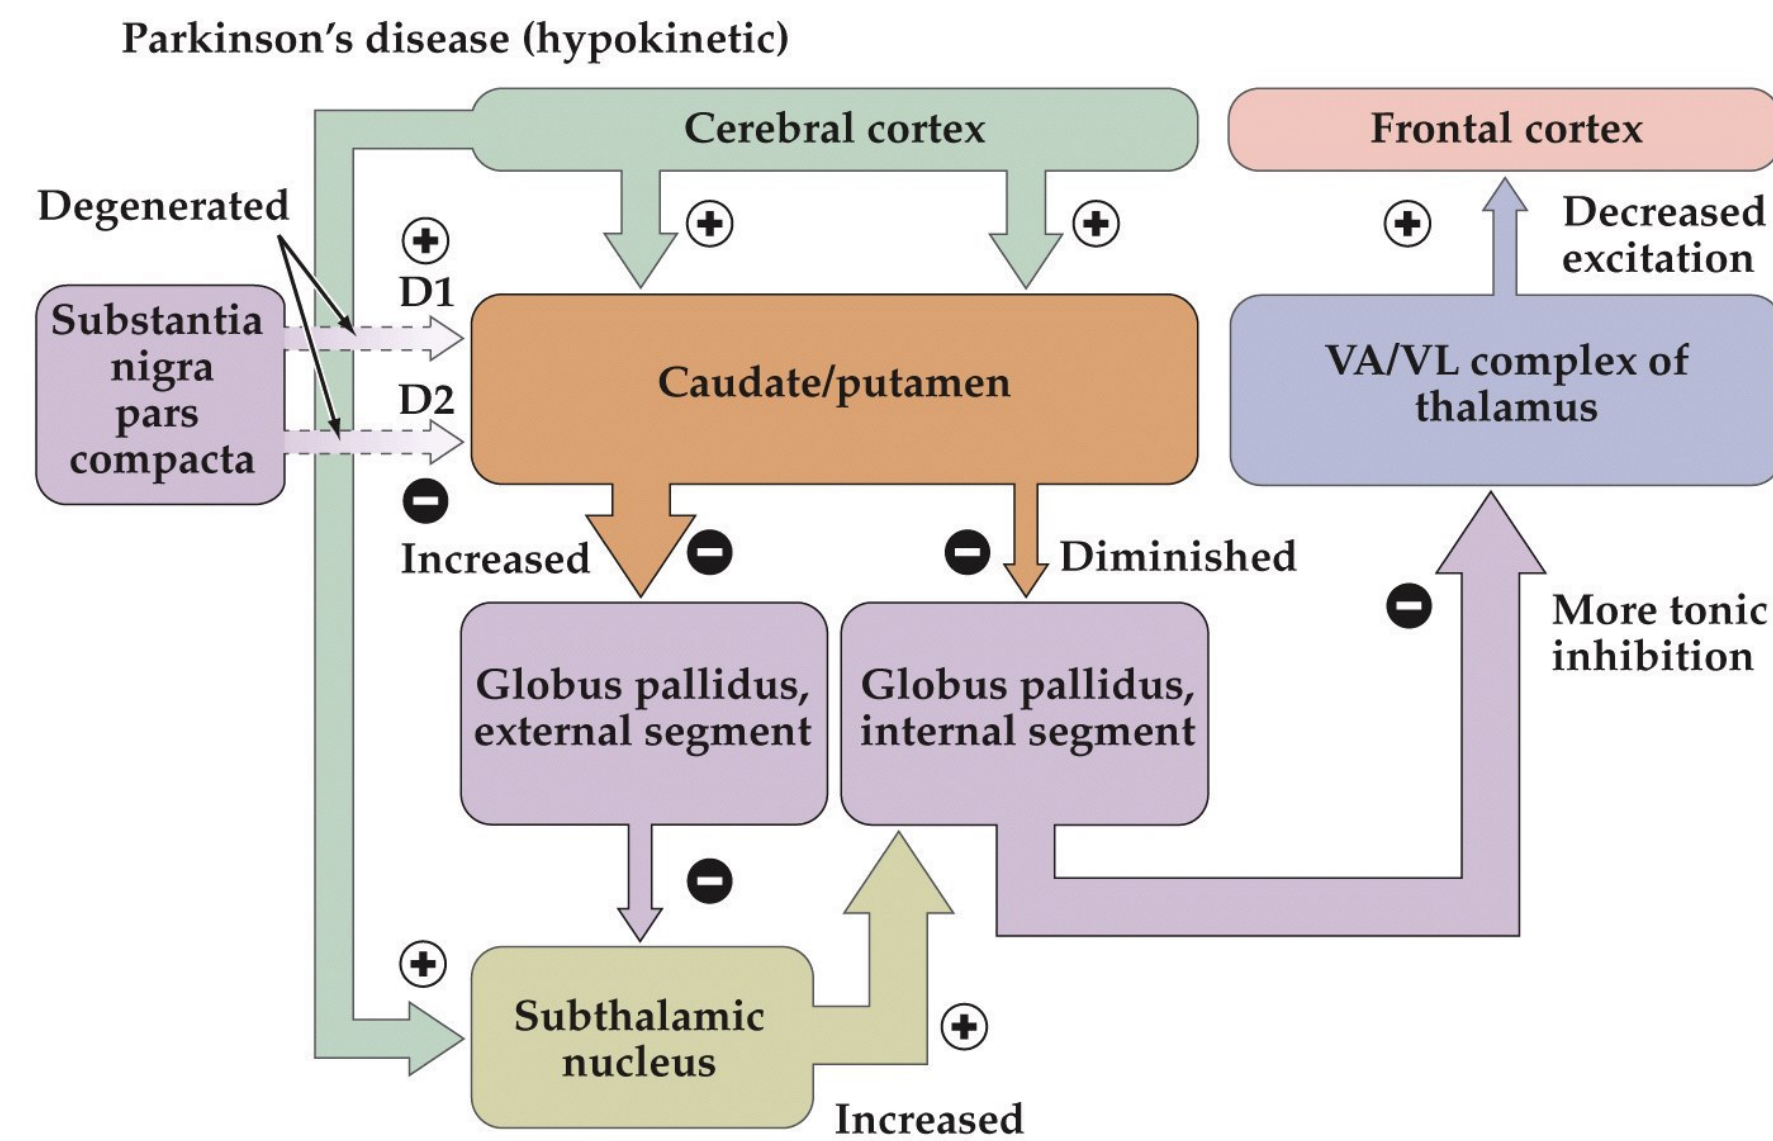 Parkinson's disease (hypokinetic)
Cerebral cortex
Frontal cortex
Degenerated
+
+
+
+
Decreased
excitation
D1
Substantia
nigra
pars
compacta
D2
Caudate/putamen
VA/VL complex of
thalamus
−
Increased
−
−
Diminished
−
More tonic
inhibition
Globus pallidus,
external segment
Globus pallidus,
internal segment
−
+
Subthalamic
nucleus
+
Increased